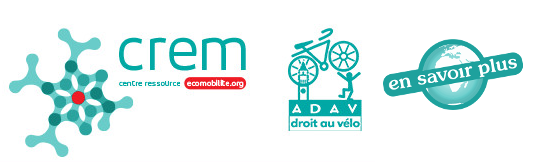 crem
centre ressource ecomobilite.org
ADAV
droit au vélo
en savoir plus